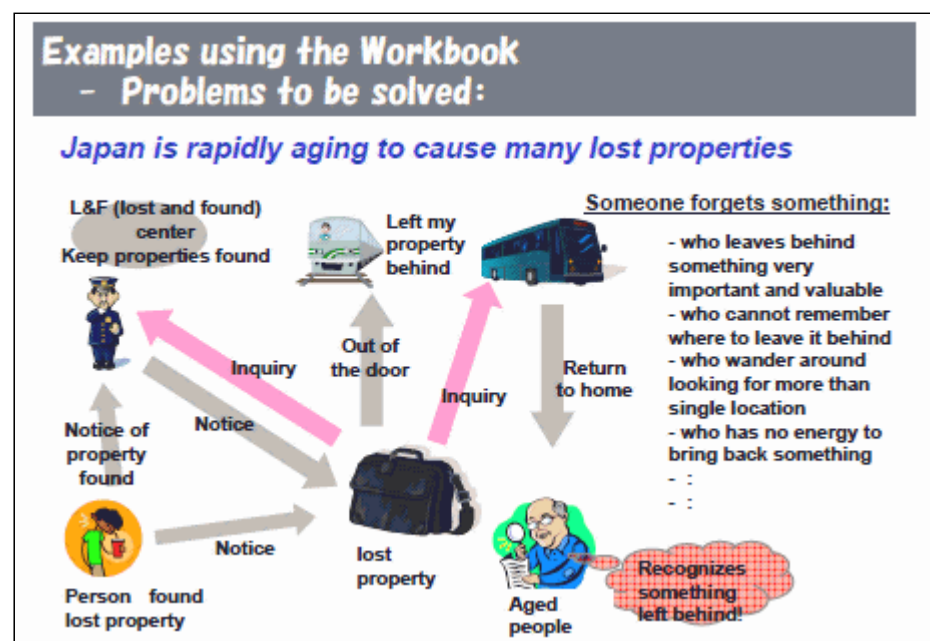 Examples using the Workbook
- Problems to be solved:
Japan is rapidly aging to cause many lost properties
L&F (lost and found)
center
Keep properties found
Left my
property
behind
Someone forgets something:
- who leaves behind
something very
important and valuable
- who cannot remember
where to leave it behind
- who wander around
looking for more than
single location
- who has no energy to
bring back something
- :
- :
Inquiry
Out of
the door
Inquiry
Return
to home
Notice of
property
found
Notice
Notice
lost
property
Person found
lost property
Aged
people
Recognizes
something
left behind!